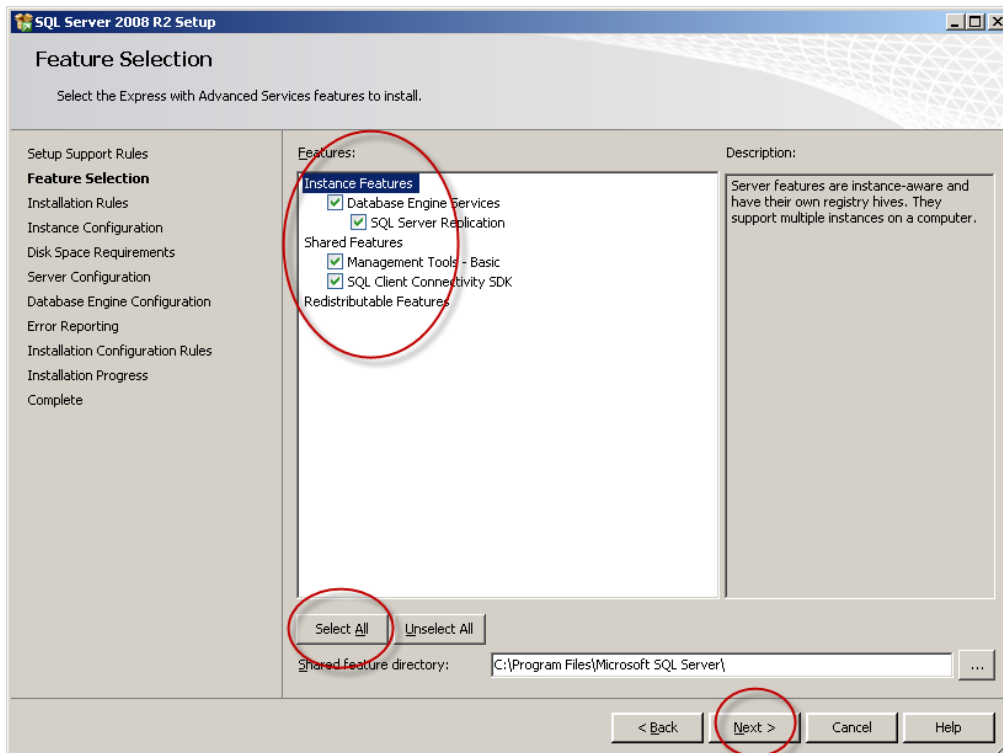 SQL Server 2008 R2 Setup
Feature Selection
Select the Express with Advanced Services features to install.
Setup Support Rules
Feature Selection
Installation Rules
Instance Configuration
Disk Space Requirements
Server Configuration
Database Engine Configuration
Error Reporting
Installation Configuration Rules
Installation Progress
Complete
Features:
Instance Features
Database Engine Services
SQL Server Replication
Shared Features
Management Tools - Basic
SQL Client Connectivity SDK
Redistributable Features
Description:
Server features are instance-aware and
have their own registry hives. They
support multiple instances on a computer.
Select All
Unselect All
Shared feature directory:
C:\Program Files\Microsoft SQL Server\
...
< Back
Next >
Cancel
Help